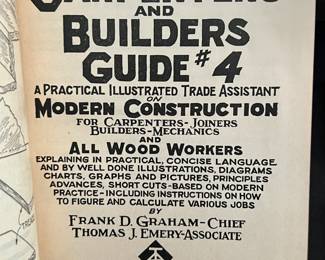 CARPENTERS
AND
BUILDERS
GUIDE #4
A PRACTICAL ILLUSTRATED TRADE ASSISTANT
ON
MODERN CONSTRUCTION
FOR CARPENTERS-JOINERS
BUILDERS-MECHANICS
AND
ALL WOOD WORKERS
EXPLAINING IN PRACTICAL, CONCISE LANGUAGE
AND BY WELL DONE ILLUSTRATIONS, DIAGRAMS
CHARTS, GRAPHS AND PICTURES, PRINCIPLES
ADVANCES, SHORT CUTS-BASED ON MODERN
PRACTICE-INCLUDING INSTRUCTIONS ON HOW
TO FIGURE AND CALCULATE VARIOUS JOBS
BY
FRANK D. GRAHAM-CHIEF
THOMAS J. EMERY-ASSOCIATE